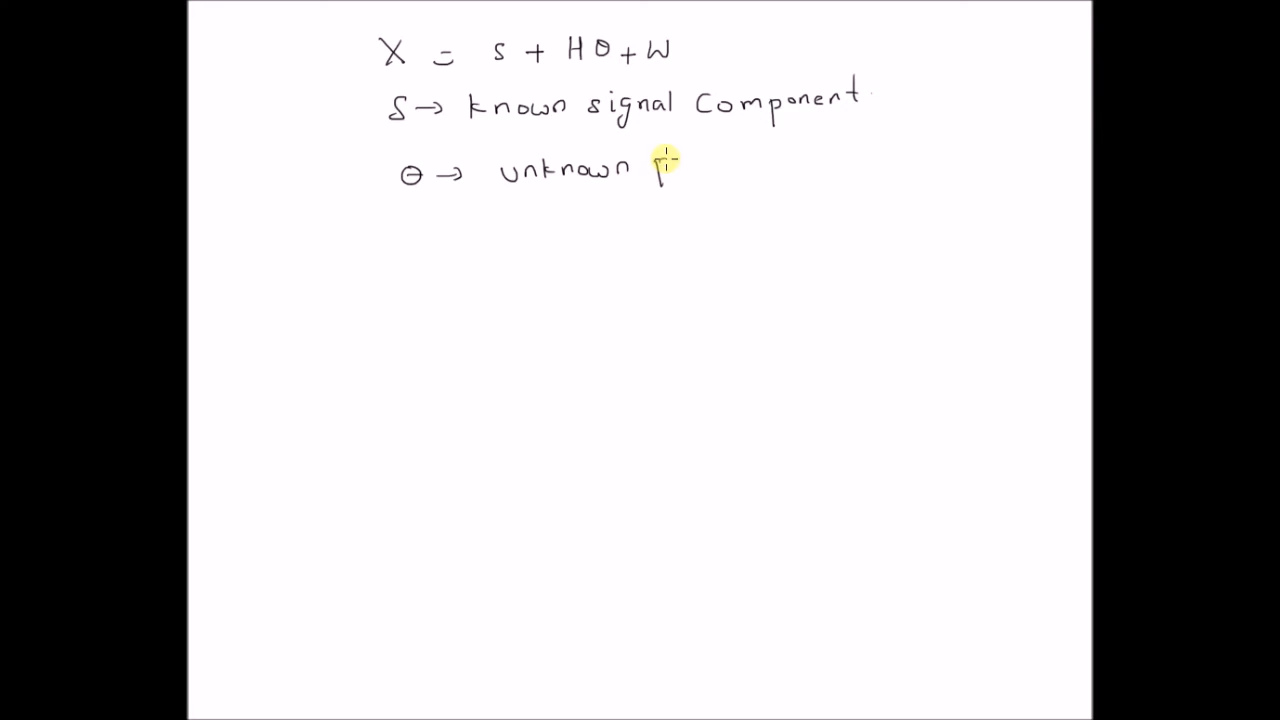 X = S + Hθ + W
S → known signal component
θ → unknown